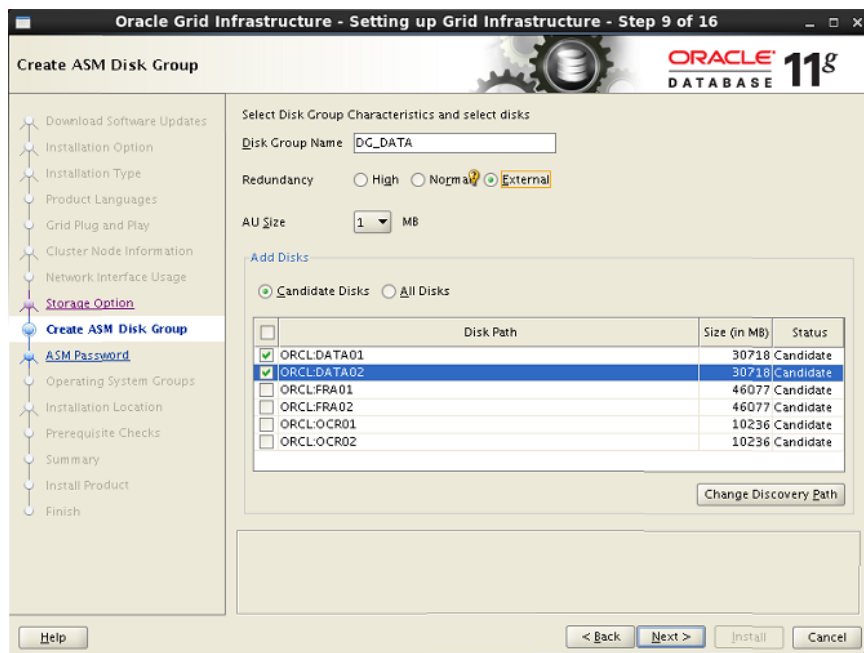 Oracle Grid Infrastructure - Setting up Grid Infrastructure - Step 9 of 16
Create ASM Disk Group
ORACLE
DATABASE
11g
Download Software Updates
Installation Option
Installation Type
Product Languages
Grid Plug and Play
Cluster Node Information
Network Interface Usage
Storage Option
Create ASM Disk Group
ASM Password
Operating System Groups
Installation Location
Prerequisite Checks
Summary
Install Product
Finish
Select Disk Group Characteristics and select disks
Disk Group Name DG_DATA
Redundancy High Normal External
AU Size 1 MB
Add Disks
Candidate Disks All Disks
Disk Path Size (in MB) Status
ORCL:DATA01 30718 Candidate
ORCL:DATA02 30718 Candidate
ORCL:FRA01 46077 Candidate
ORCL:FRA02 46077 Candidate
ORCL:OCR01 10236 Candidate
ORCL:OCR02 10236 Candidate
Change Discovery Path
Help < Back Next > Install Cancel